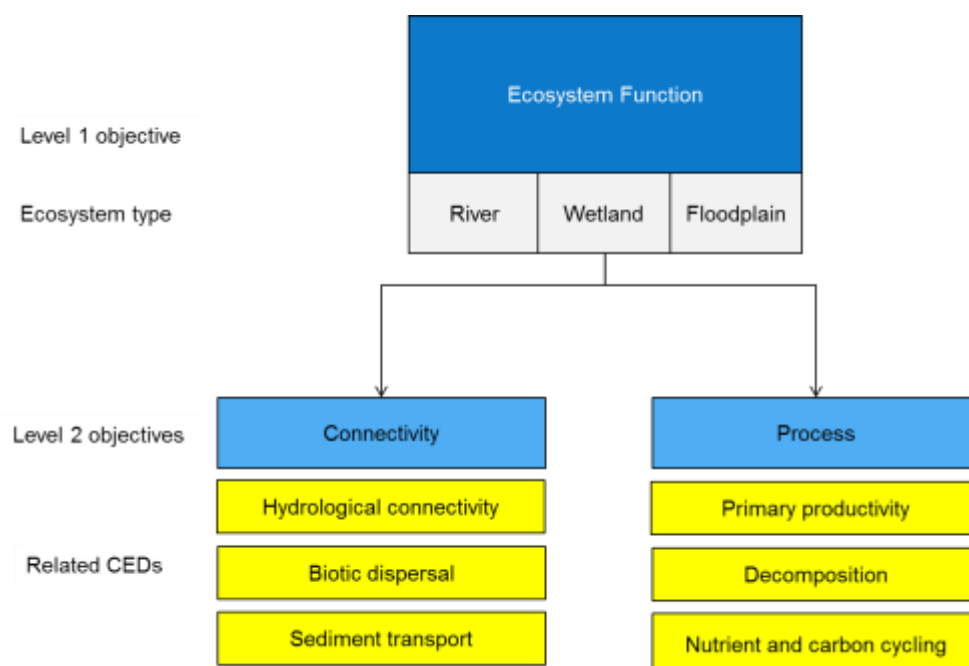 Ecosystem Function
Level 1 objective
Ecosystem type
River
Wetland
Floodplain
Level 2 objectives
Connectivity
Process
Hydrological connectivity
Primary productivity
Related CEDs
Biotic dispersal
Decomposition
Sediment transport
Nutrient and carbon cycling